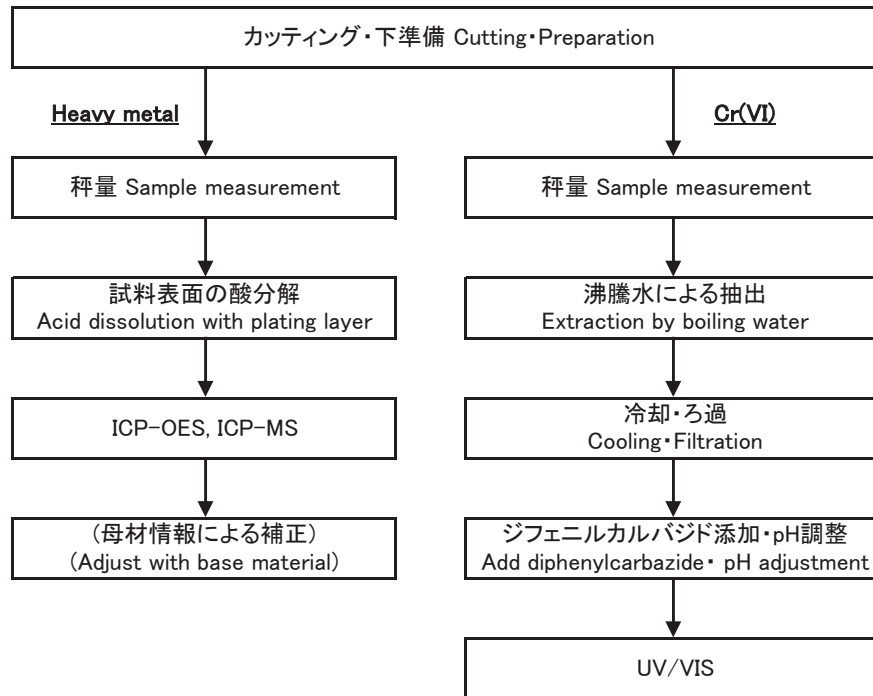 カッティング・下準備 Cutting・Preparation
Heavy metal
Cr(VI)
秤量 Sample measurement
秤量 Sample measurement
試料表面の酸分解
Acid dissolution with plating layer
沸騰水による抽出
Extraction by boiling water
ICP-OES, ICP-MS
冷却・ろ過
Cooling・Filtration
(母材情報による補正)
(Adjust with base material)
ジフェニルカルバジド添加・pH調整
Add diphenylcarbazide・ pH adjustment
UV/VIS